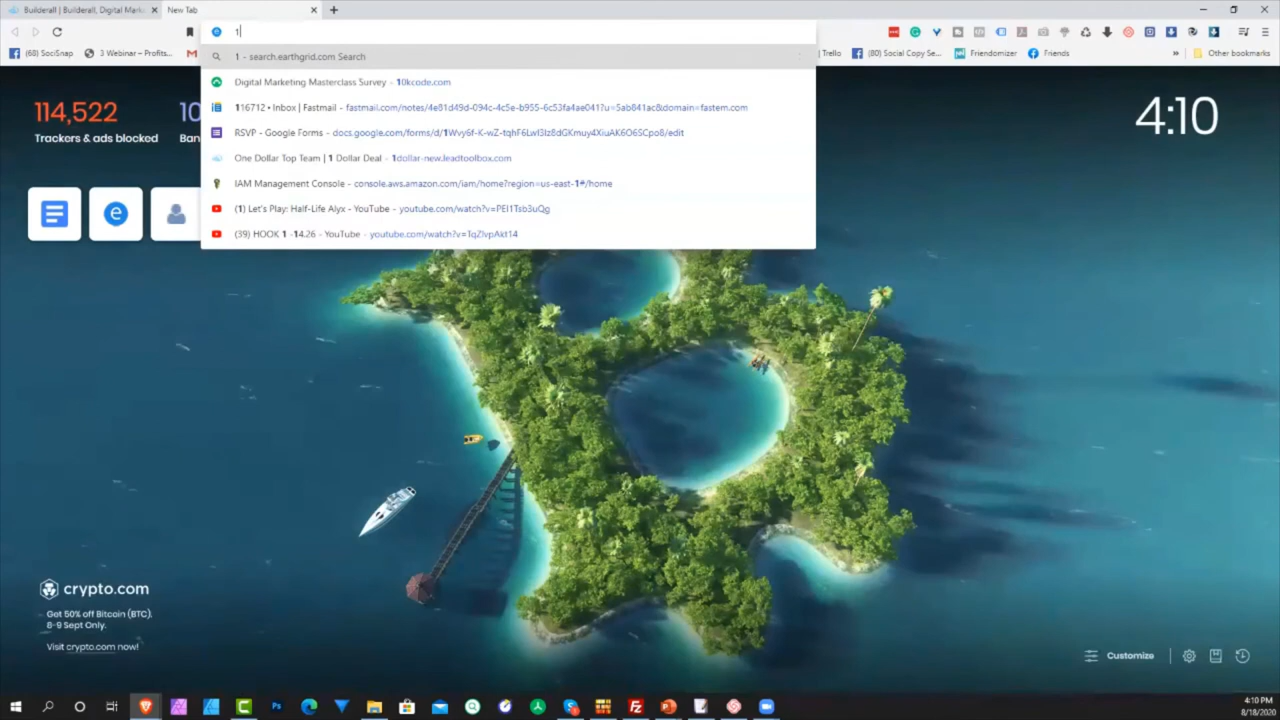 Builderall | Builderall, Digital Mark
New Tab
1
(68) SociSnap
3 Webinar – Profits...
Trello
(80) Social Copy Se...
Friendomizer
Friends
Other bookmarks
1 - search.earthgrid.com Search
Digital Marketing Masterclass Survey - 10kcode.com
116712 • Inbox | Fastmail - fastmail.com/notes/4e81d49d-094c-4c5e-b955-6c53fa4ae041?u=5ab841ac&domain=fastem.com
RSVP - Google Forms - docs.google.com/forms/d/1Wvy6f-K-wZ-tqhF6LwI3Iz8dGKmuy4XiuAK6O6SCpo8/edit
One Dollar Top Team | 1 Dollar Deal - 1dollar-new.leadtoolbox.com
IAM Management Console - console.aws.amazon.com/iam/home?region=us-east-1#/home
(1) Let's Play: Half-Life Alyx - YouTube - youtube.com/watch?v=PEI1Tsb3uQg
(39) HOOK 1 -14.26 - YouTube - youtube.com/watch?v=TqZIvpAkt14
114,522
Trackers & ads blocked
10
Ban
4:10
crypto.com
Get 50% off Bitcoin (BTC).
8-9 Sept Only.
Visit crypto.com now!
Customize
4:10 PM
8/18/2020